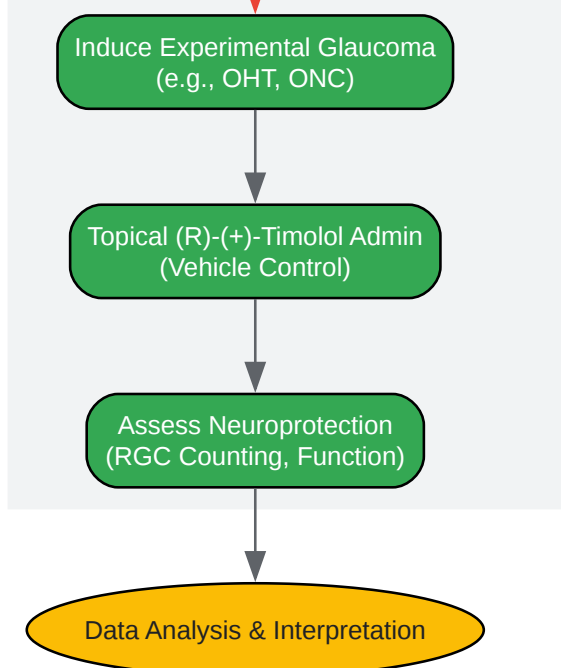 Induce Experimental Glaucoma
(e.g., OHT, ONC)
Topical (R)-(+)-Timolol Admin
(Vehicle Control)
Assess Neuroprotection
(RGC Counting, Function)
Data Analysis & Interpretation